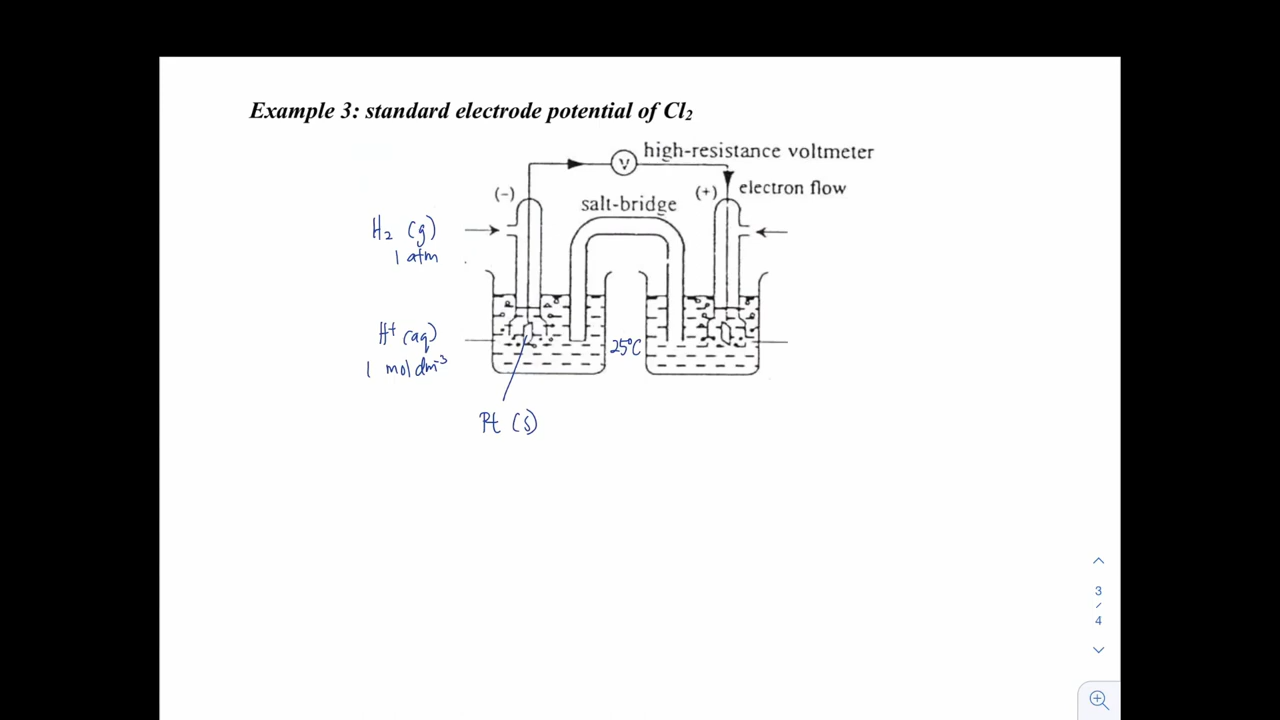 Example 3: standard electrode potential of Cl₂
high-resistance voltmeter
V
(-)
(+)
electron flow
salt-bridge
H₂ (g)
1 atm
H⁺ (aq)
1 mol dm⁻³
25°C
Pt (s)
3
/
4